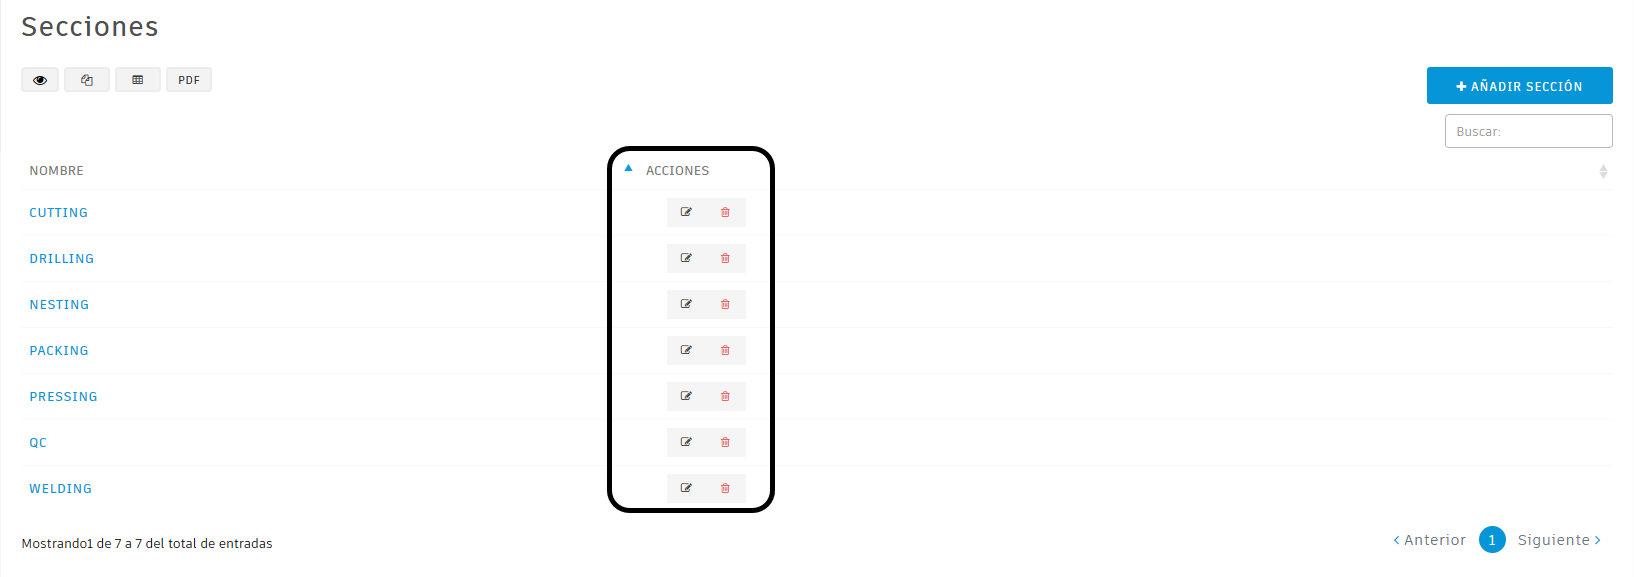 Secciones
PDF
AÑADIR SECCIÓN
Buscar:
NOMBRE ACCIONES
CUTTING
DRILLING
NESTING
PACKING
PRESSING
QC
WELDING
Mostrando1 de 7 a 7 del total de entradas
Anterior 1 Siguiente